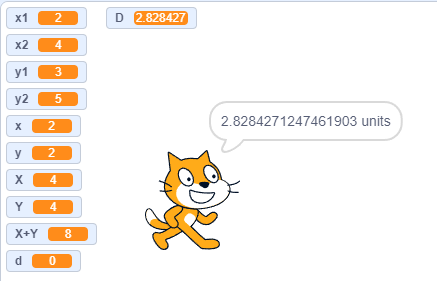 x1 2
D 2.828427
x2 4
y1 3
y2 5
x 2
y 2
X 4
Y 4
X+Y 8
d 0
2.8284271247461903 units